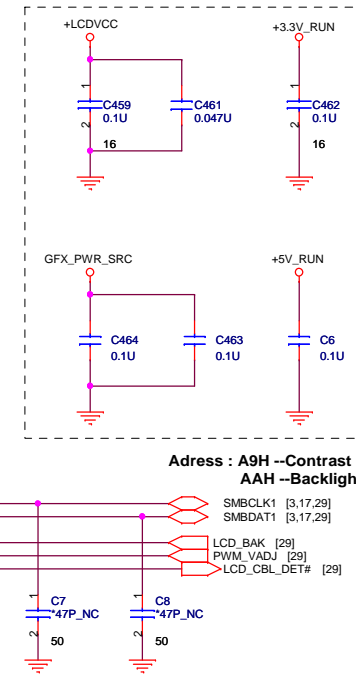 +LCDVCC
+3.3V_RUN
1
C459
0.1U
2
16
C461
0.047U
1
C462
0.1U
2
16
GFX_PWR_SRC
+5V_RUN
C464
0.1U
C463
0.1U
C6
0.1U
Adress : A9H --Contrast
AAH --Backligh
SMBCLK1 [3,17,29]
SMBDAT1 [3,17,29]
LCD_BAK [29]
PWM_VADJ [29]
LCD_CBL_DET# [29]
1
C7
*47P_NC
2
50
1
C8
*47P_NC
2
50